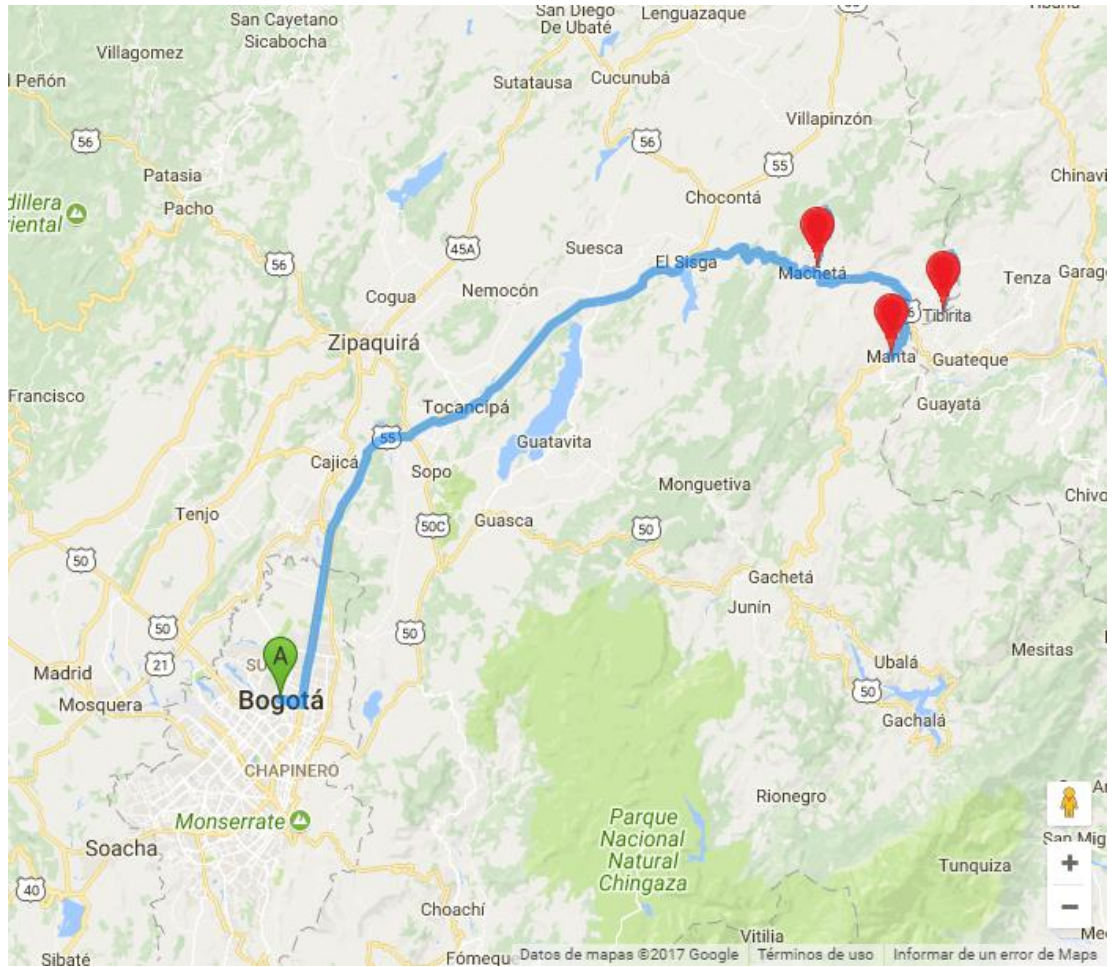 San Cayetano
Sicabocha
San Diego
De Ubaté
Lenguazaque
Villagomez
Peñón
Sutatausa
Cucunubá
Villapinzón
56
56
55
Chocontá
Chinavi
Patasia
Pacho
45A
Suesca
El Sisga
Machetá
Tenza
Garago
56
Nemocón
Cogua
Tibirita
Zipaquirá
Manta
Guateque
Francisco
Tocancipá
Guayatá
55
Guatavita
Cajicá
Sopo
Monguetiva
Chivo
Tenjo
50C
Guasca
50
50
Gachetá
Junín
50
50
Mesitas
A
Madrid
21
Ubalá
50
Mosquera
Bogotá
Gachalá
CHAPINERO
Rionegro
Monserrate
Parque
Nacional
Natural
Chingaza
Soacha
San Mig
Tunquiza
+
40
−
Choachí
Vitilia
Sibaté
Fómeque
Datos de mapas ©2017 Google
Términos de uso
Informar de un error de Maps